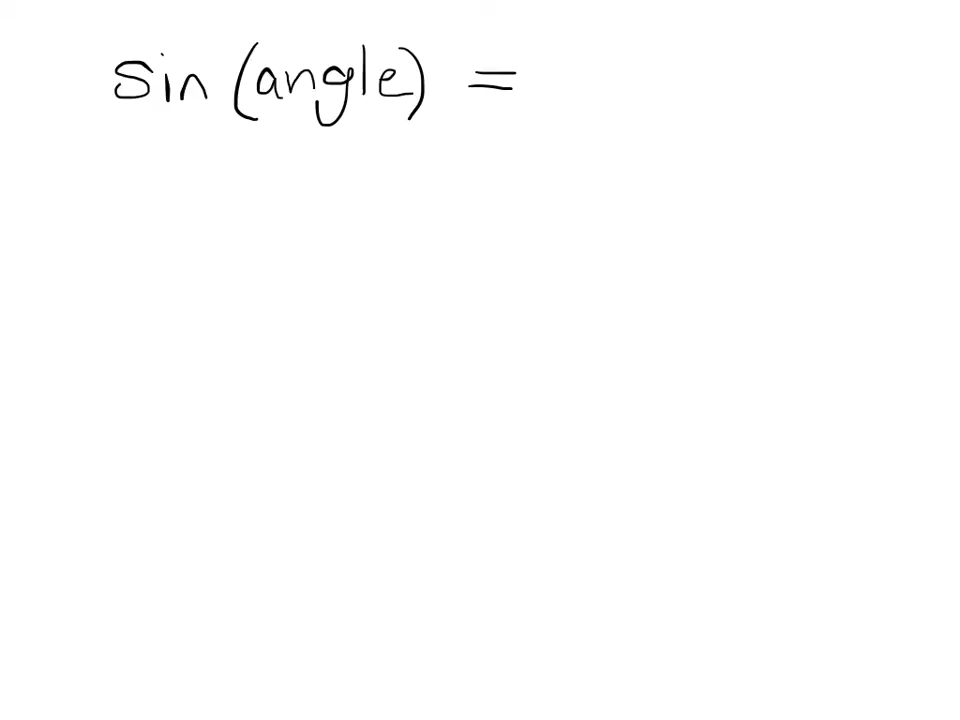 sin (angle) =